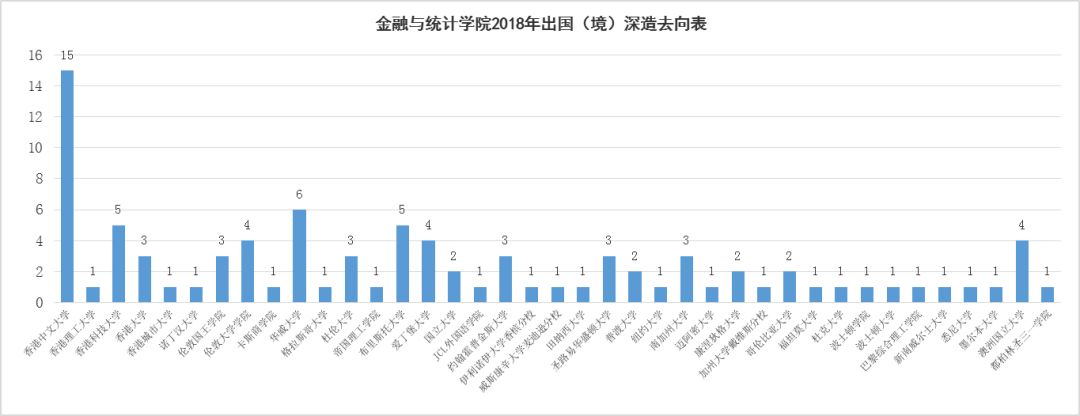 金融与统计学院2018年出国（境）深造去向表
16
14
12
10
8
6
4
2
0
15
1
5
3
1
1
3
4
1
6
1
3
1
5
4
2
1
3
1
1
1
3
2
1
3
1
2
1
2
1
1
1
1
1
1
1
1
4
1
香港中文大学
香港理工大学
香港科技大学
香港大学
香港城市大学
诺丁汉大学
伦敦国王学院
伦敦大学学院
卡斯商学院
华威大学
格拉斯哥大学
杜伦大学
帝国理工学院
布里斯托大学
爱丁堡大学
国立大学
JCL外国语学院
约翰霍普金斯大学
伊利诺伊大学香槟分校
威斯康辛大学麦迪逊分校
田纳西大学
圣路易华盛顿大学
普渡大学
纽约大学
南加州大学
迈阿密大学
康涅狄格大学
加州大学戴维斯分校
哥伦比亚大学
福坦莫大学
杜克大学
波士顿学院
波士顿大学
巴黎综合理工学院
新南威尔士大学
悉尼大学
墨尔本大学
澳洲国立大学
都柏林圣三一学院